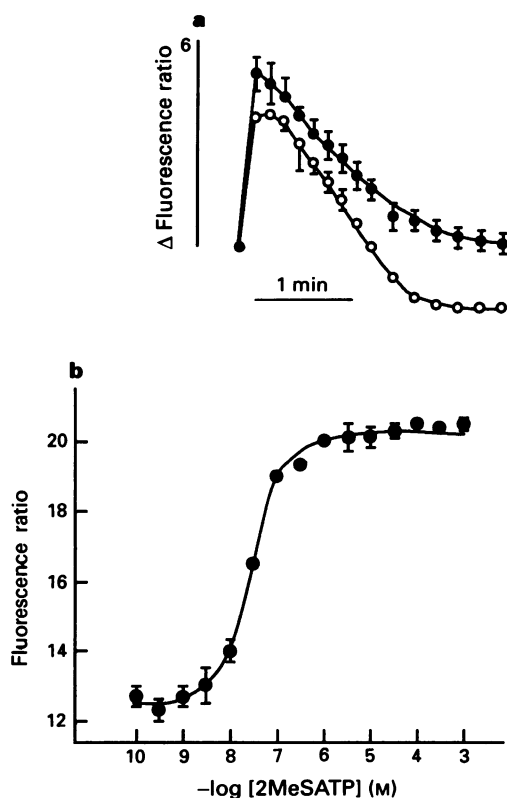 a
6
Δ Fluorescence ratio
1 min
b
Fluorescence ratio
20
18
16
14
12
10 9 8 7 6 5 4 3
–log [2MeSATP] (M)